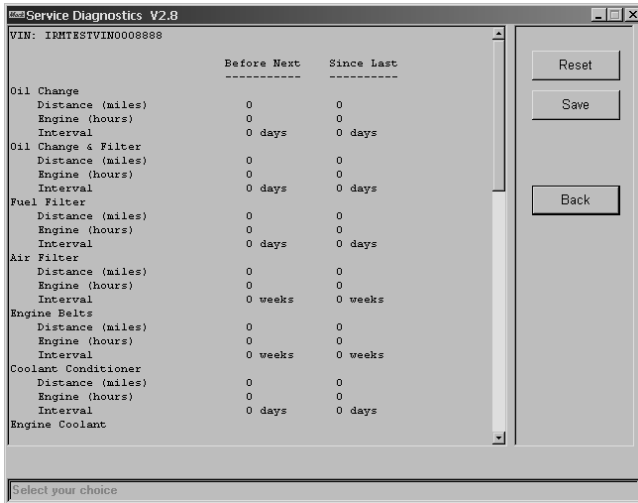 Service Diagnostics V2.8
VIN: IRMTESTVIN0008888
Before Next Since Last
----------- ----------
Oil Change
Distance (miles) 0 0
Engine (hours) 0 0
Interval 0 days 0 days
Oil Change & Filter
Distance (miles) 0 0
Engine (hours) 0 0
Interval 0 days 0 days
Fuel Filter
Distance (miles) 0 0
Engine (hours) 0 0
Interval 0 days 0 days
Air Filter
Distance (miles) 0 0
Engine (hours) 0 0
Interval 0 weeks 0 weeks
Engine Belts
Distance (miles) 0 0
Engine (hours) 0 0
Interval 0 weeks 0 weeks
Coolant Conditioner
Distance (miles) 0 0
Engine (hours) 0 0
Interval 0 days 0 days
Engine Coolant
Reset
Save
Back
Select your choice